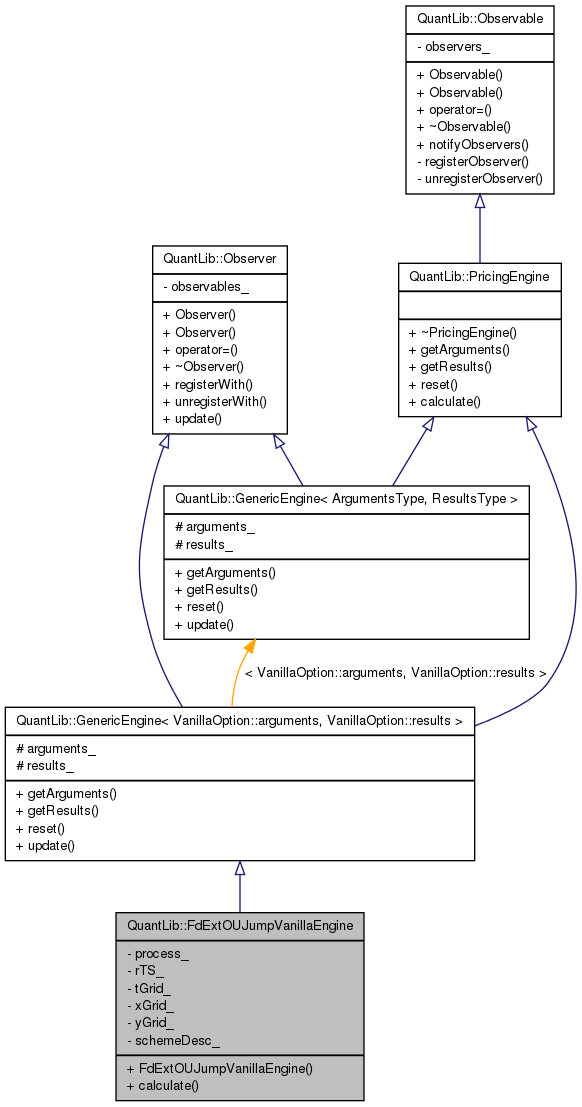 QuantLib::Observable
- observers_
+ Observable()
+ Observable()
+ operator=()
+ ~Observable()
+ notifyObservers()
- registerObserver()
- unregisterObserver()
QuantLib::Observer
- observables_
+ Observer()
+ Observer()
+ operator=()
+ ~Observer()
+ registerWith()
+ unregisterWith()
+ update()
QuantLib::PricingEngine
+ ~PricingEngine()
+ getArguments()
+ getResults()
+ reset()
+ calculate()
QuantLib::GenericEngine< ArgumentsType, ResultsType >
# arguments_
# results_
+ getArguments()
+ getResults()
+ reset()
+ update()
< VanillaOption::arguments, VanillaOption::results >
QuantLib::GenericEngine< VanillaOption::arguments, VanillaOption::results >
# arguments_
# results_
+ getArguments()
+ getResults()
+ reset()
+ update()
QuantLib::FdExtOUJumpVanillaEngine
- process_
- rTS_
- tGrid_
- xGrid_
- yGrid_
- schemeDesc_
+ FdExtOUJumpVanillaEngine()
+ calculate()